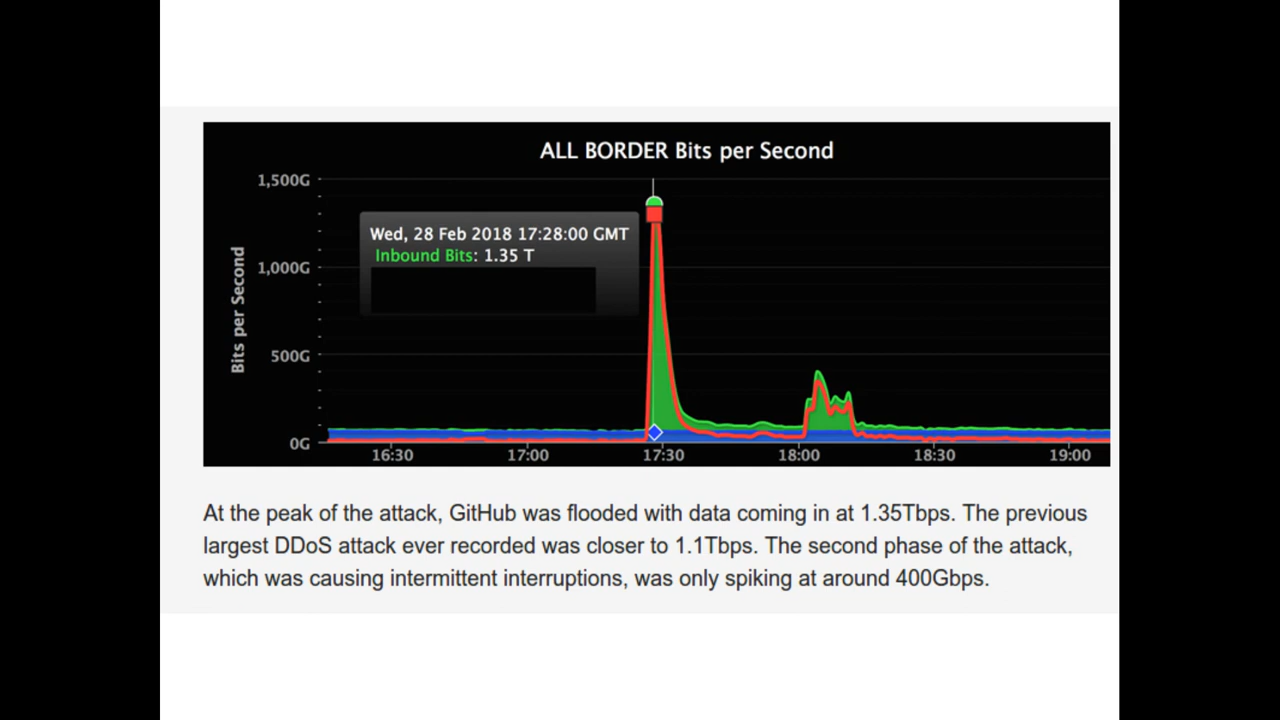 ALL BORDER Bits per Second
1,500G
Wed, 28 Feb 2018 17:28:00 GMT
Inbound Bits: 1.35 T
1,000G
Bits per Second
500G
0G
16:30 17:00 17:30 18:00 18:30 19:00
At the peak of the attack, GitHub was flooded with data coming in at 1.35Tbps. The previous
largest DDoS attack ever recorded was closer to 1.1Tbps. The second phase of the attack,
which was causing intermittent interruptions, was only spiking at around 400Gbps.